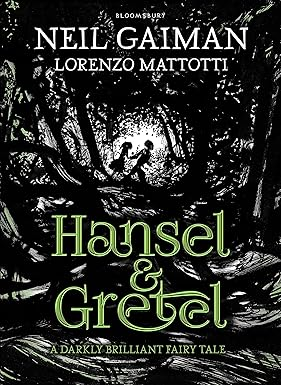 BLOOMSBURY
NEIL GAIMAN
LORENZO MATTOTTI
Hansel
&
Gretel
A DARKLY BRILLIANT FAIRY TALE